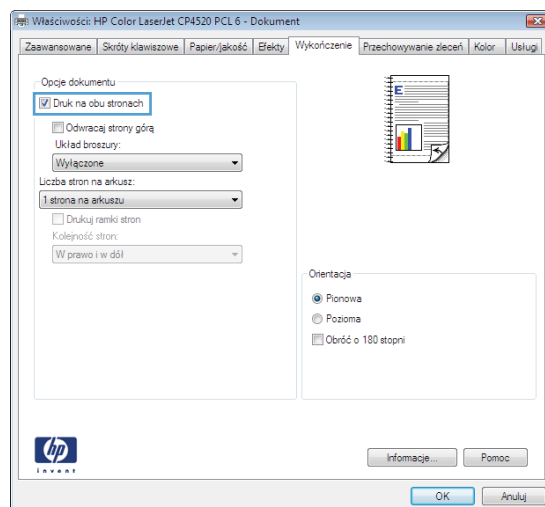 Właściwości: HP Color LaserJet CP4520 PCL 6 - Dokument
Zaawansowane Skróty klawiszowe Papier/jakość Efekty Wykończenie Przechowywanie zleceń Kolor Usługi
Opcje dokumentu
Druk na obu stronach
Odwracaj strony górą
Układ broszury:
Wyłączone
Liczba stron na arkusz:
1 strona na arkuszu
Drukuj ramki stron
Kolejność stron:
W prawo i w dół
E
Orientacja
Pionowa
Pozioma
Obróć o 180 stopni
hp
invent
Informacje... Pomoc
OK Anuluj